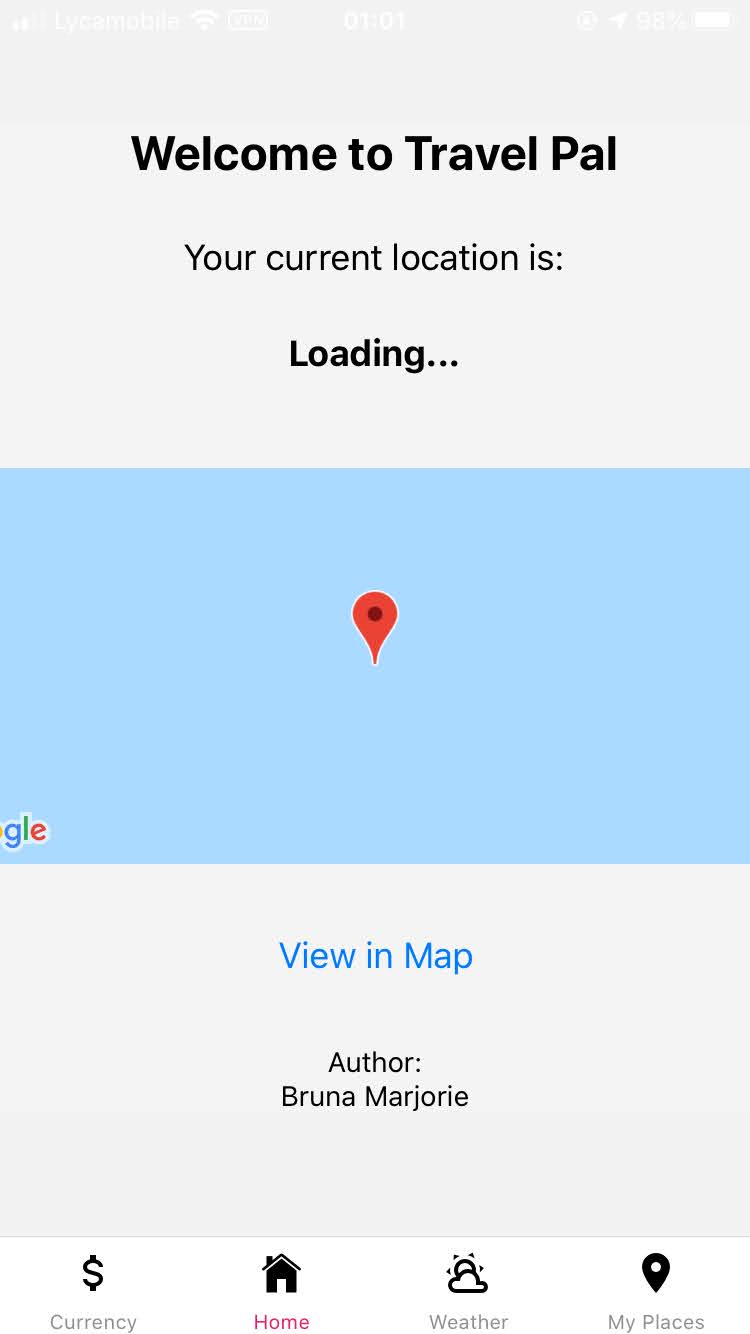 Lycamobile VPN 01:01 98%
Welcome to Travel Pal
Your current location is:
Loading...
gle
View in Map
Author:
Bruna Marjorie
$
Currency Home Weather My Places